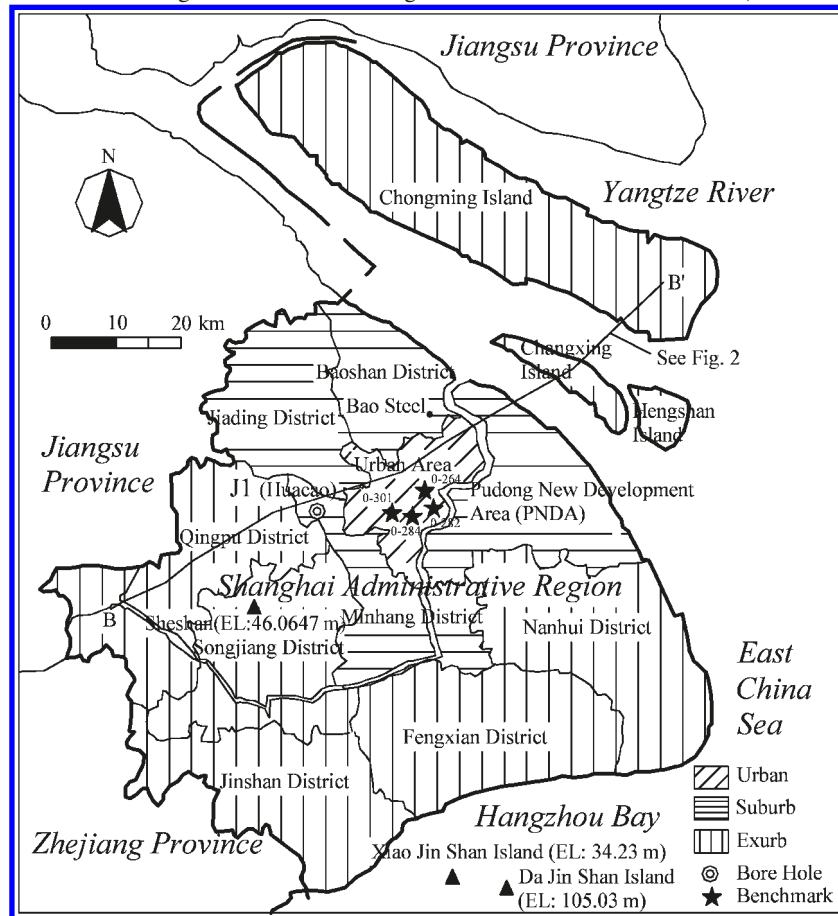 Jiangsu Province
N
Chongming Island
Yangtze River
B'
0 10 20 km
See Fig. 2
Changxing
Island
Baoshan District
Bao Steel
Hengshan
Island
Jiading District
Jiangsu
Province
Urban Area
0-264
J1 (Huacao)
0-301
Pudong New Development
Area (PNDA)
0-282
0-284
Qingpu District
Shanghai Administrative Region
B
Sheshan(EL:46.0647 m)
Minhang District
Nanhui District
Songjiang District
East
China
Sea
Fengxian District
Jinshan District
Urban
Suburb
Exurb
Bore Hole
Benchmark
Hangzhou Bay
Zhejiang Province
Xiao Jin Shan Island (EL: 34.23 m)
Da Jin Shan Island
(EL: 105.03 m)